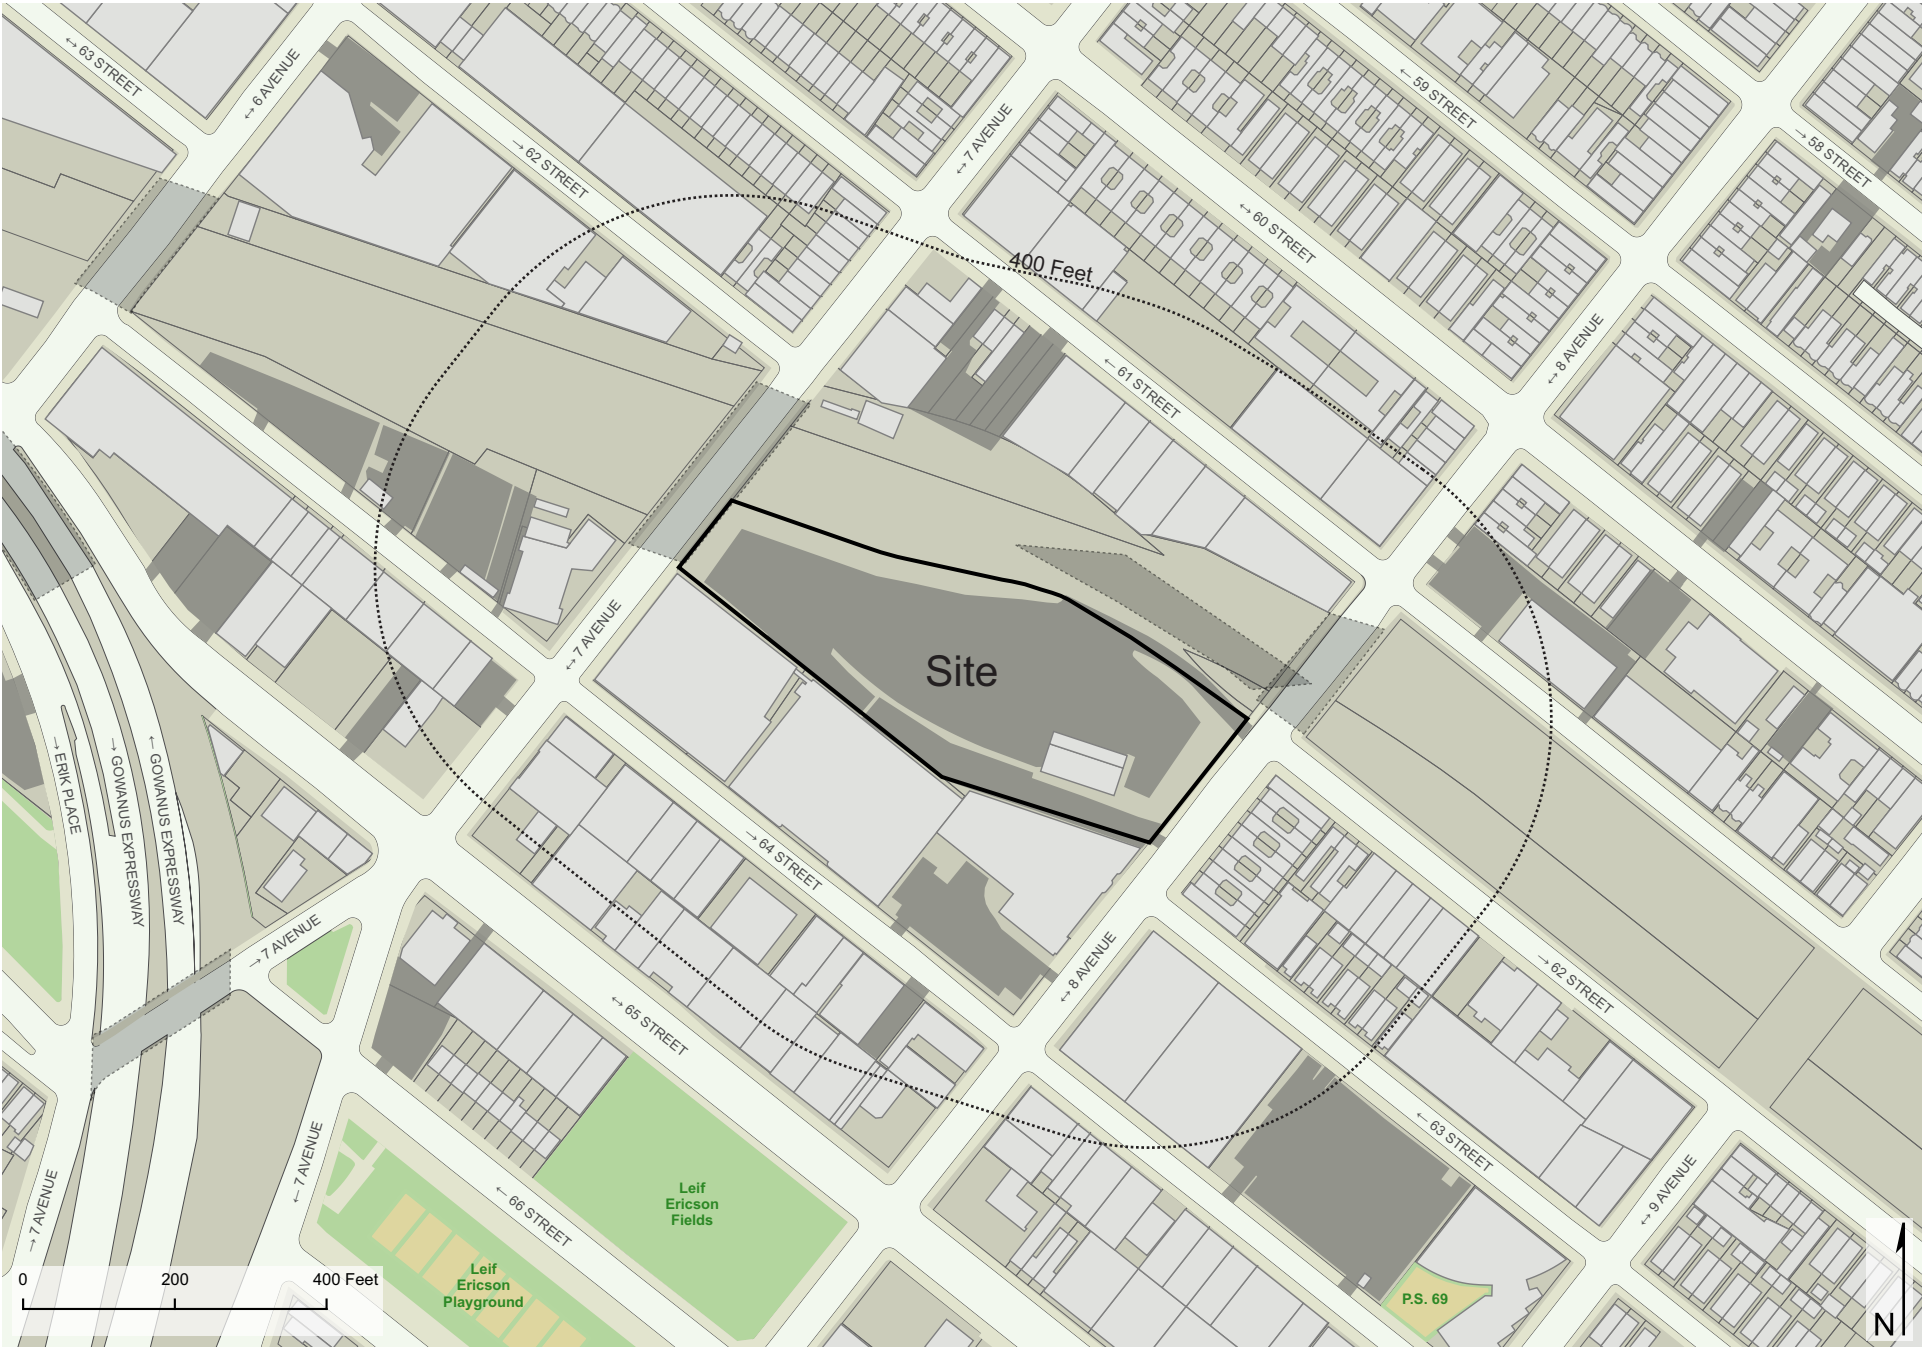 ↔ 63 STREET
↔ 6 AVENUE
→ 62 STREET
↔ 7 AVENUE
← 59 STREET
→ 58 STREET
↔ 60 STREET
400 Feet
↔ 8 AVENUE
← 61 STREET
Site
↔ 7 AVENUE
→ ERIK PLACE
→ GOWANUS EXPRESSWAY
← GOWANUS EXPRESSWAY
→ 64 STREET
→ 7 AVENUE
↔ 8 AVENUE
→ 62 STREET
↔ 65 STREET
← 63 STREET
← 7 AVENUE
→ 7 AVENUE
← 66 STREET
↔ 9 AVENUE
Leif
Ericson
Fields
Leif
Ericson
Playground
P.S. 69
0 200 400 Feet
N